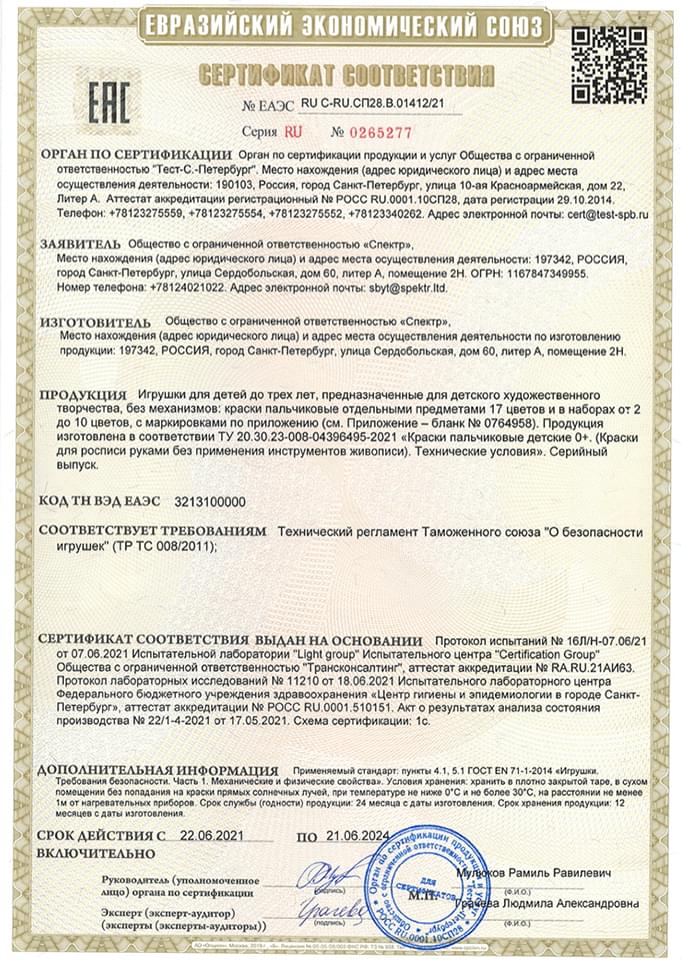 ЕВРАЗИЙСКИЙ ЭКОНОМИЧЕСКИЙ СОЮЗ
СЕРТИФИКАТ СООТВЕТСТВИЯ
ЕАС
№ ЕАЭС RU C-RU.СП28.В.01412/21
Серия RU № 0265277
ОРГАН ПО СЕРТИФИКАЦИИ Орган по сертификации продукции и услуг Общества с ограниченной
ответственностью "Тест-С.-Петербург". Место нахождения (адрес юридического лица) и адрес места
осуществления деятельности: 190103, Россия, город Санкт-Петербург, улица 10-ая Красноармейская, дом 22,
Литер А. Аттестат аккредитации регистрационный № РОСС RU.0001.10СП28, дата регистрации 29.10.2014.
Телефон: +78123275559, +78123275554, +78123275552, +78123340262. Адрес электронной почты: cert@test-spb.ru
ЗАЯВИТЕЛЬ Общество с ограниченной ответственностью «Спектр»,
Место нахождения (адрес юридического лица) и адрес места осуществления деятельности: 197342, РОССИЯ,
город Санкт-Петербург, улица Сердобольская, дом 60, литер А, помещение 2Н. ОГРН: 1167847349955.
Номер телефона: +78124021022. Адрес электронной почты: sbyt@spektr.ltd.
ИЗГОТОВИТЕЛЬ Общество с ограниченной ответственностью «Спектр»,
Место нахождения (адрес юридического лица) и адрес места осуществления деятельности по изготовлению
продукции: 197342, РОССИЯ, город Санкт-Петербург, улица Сердобольская, дом 60, литер А, помещение 2Н.
ПРОДУКЦИЯ Игрушки для детей до трех лет, предназначенные для детского художественного
творчества, без механизмов: краски пальчиковые отдельными предметами 17 цветов и в наборах от 2
до 10 цветов, с маркировками по приложению (см. Приложение – бланк № 0764958). Продукция
изготовлена в соответствии ТУ 20.30.23-008-04396495-2021 «Краски пальчиковые детские 0+. (Краски
для росписи руками без применения инструментов живописи). Технические условия». Серийный
выпуск.
КОД ТН ВЭД ЕАЭС 3213100000
СООТВЕТСТВУЕТ ТРЕБОВАНИЯМ Технический регламент Таможенного союза "О безопасности
игрушек" (ТР ТС 008/2011);
СЕРТИФИКАТ СООТВЕТСТВИЯ ВЫДАН НА ОСНОВАНИИ Протокол испытаний № 16Л/Н-07.06/21
от 07.06.2021 Испытательной лаборатории "Light group" Испытательного центра "Certification Group"
Общества с ограниченной ответственностью "Трансконсалтинг", аттестат аккредитации № RA.RU.21АИ63.
Протокол лабораторных исследований № 11210 от 18.06.2021 Испытательного лабораторного центра
Федерального бюджетного учреждения здравоохранения «Центр гигиены и эпидемиологии в городе Санкт-
Петербург», аттестат аккредитации № РОСС RU.0001.510151. Акт о результатах анализа состояния
производства № 22/1-4-2021 от 17.05.2021. Схема сертификации: 1с.
ДОПОЛНИТЕЛЬНАЯ ИНФОРМАЦИЯ Применяемый стандарт: пункты 4.1, 5.1 ГОСТ EN 71-1-2014 «Игрушки.
Требования безопасности. Часть 1. Механические и физические свойства». Условия хранения: хранить в плотно закрытой таре, в сухом
помещении без попадания на краски прямых солнечных лучей, при температуре не ниже 0°С и не более 30°С, на расстоянии не менее
1м от нагревательных приборов. Срок службы (годности) продукции: 24 месяца с даты изготовления. Срок хранения продукции: 12
месяцев с даты изготовления.
СРОК ДЕЙСТВИЯ С 22.06.2021 ПО 21.06.2024
ВКЛЮЧИТЕЛЬНО
Руководитель (уполномоченное
лицо) органа по сертификации
(подпись)
Мулюков Рамиль Равилевич
(Ф.И.О.)
М.П.
ДЛЯ
СЕРТИФИКАТОВ
Орган по сертификации продукции и услуг
РОСС RU.0001.10СП28
Эксперт (эксперт-аудитор)
(эксперты (эксперты-аудиторы))
Грачева
(подпись)
Грачева Людмила Александровна
(Ф.И.О.)